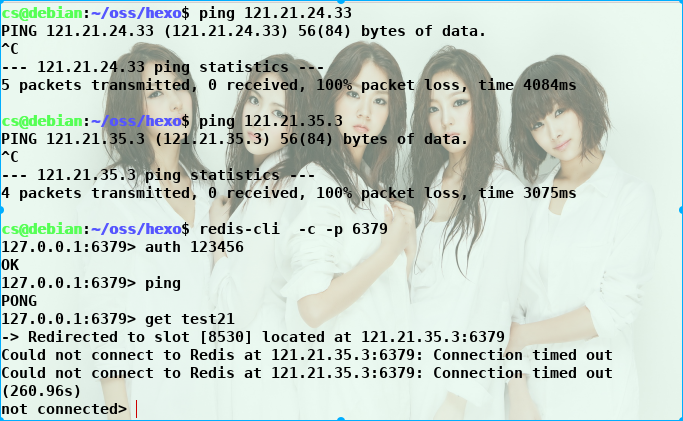 cs@debian:~/oss/hexo$ ping 121.21.24.33
PING 121.21.24.33 (121.21.24.33) 56(84) bytes of data.
^C
--- 121.21.24.33 ping statistics ---
5 packets transmitted, 0 received, 100% packet loss, time 4084ms
cs@debian:~/oss/hexo$ ping 121.21.35.3
PING 121.21.35.3 (121.21.35.3) 56(84) bytes of data.
^C
--- 121.21.35.3 ping statistics ---
4 packets transmitted, 0 received, 100% packet loss, time 3075ms
cs@debian:~/oss/hexo$ redis-cli  -c -p 6379
127.0.0.1:6379> auth 123456
OK
127.0.0.1:6379> ping
PONG
127.0.0.1:6379> get test21
-> Redirected to slot [8530] located at 121.21.35.3:6379
Could not connect to Redis at 121.21.35.3:6379: Connection timed out
Could not connect to Redis at 121.21.35.3:6379: Connection timed out
(260.96s)
not connected>